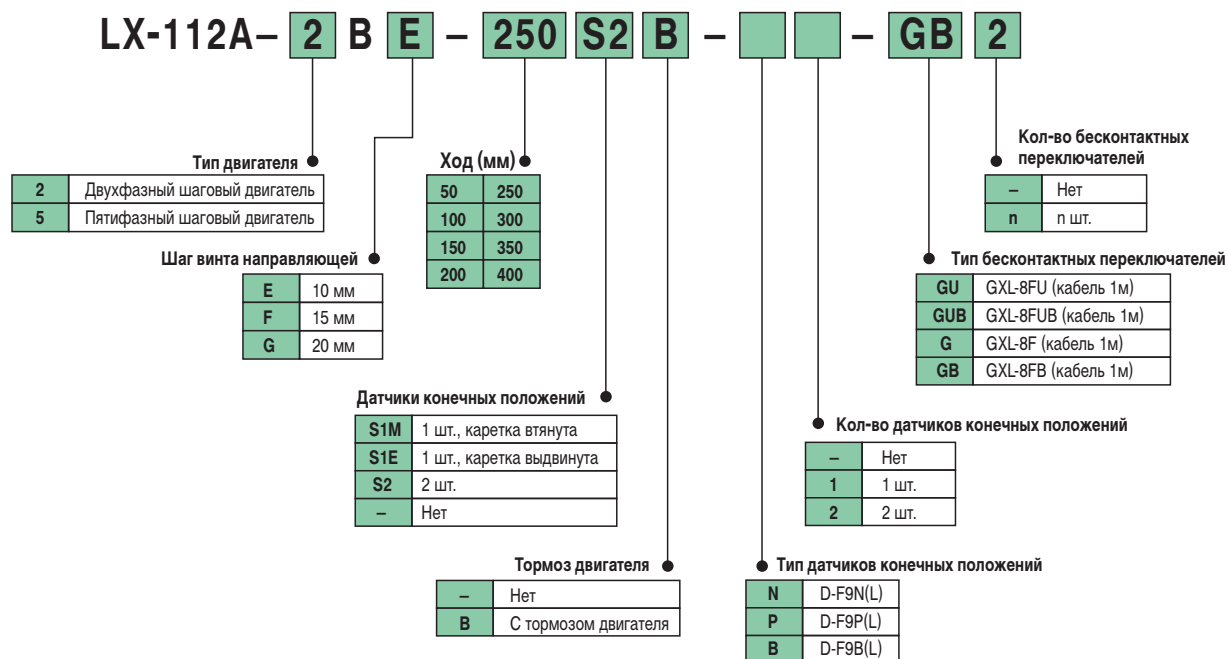 LX-112A– 2 B E – 250 S2 B – – GB 2
Тип двигателя
2 Двухфазный шаговый двигатель
5 Пятифазный шаговый двигатель
Шаг винта направляющей
E 10 мм
F 15 мм
G 20 мм
Ход (мм)
50 250
100 300
150 350
200 400
Датчики конечных положений
S1M 1 шт., каретка втянута
S1E 1 шт., каретка выдвинута
S2 2 шт.
– Нет
Тормоз двигателя
– Нет
B С тормозом двигателя
Кол-во бесконтактных
переключателей
– Нет
n n шт.
Тип бесконтактных переключателей
GU GXL-8FU (кабель 1м)
GUB GXL-8FUB (кабель 1м)
G GXL-8F (кабель 1м)
GB GXL-8FB (кабель 1м)
Кол-во датчиков конечных положений
– Нет
1 1 шт.
2 2 шт.
Тип датчиков конечных положений
N D-F9N(L)
P D-F9P(L)
B D-F9B(L)